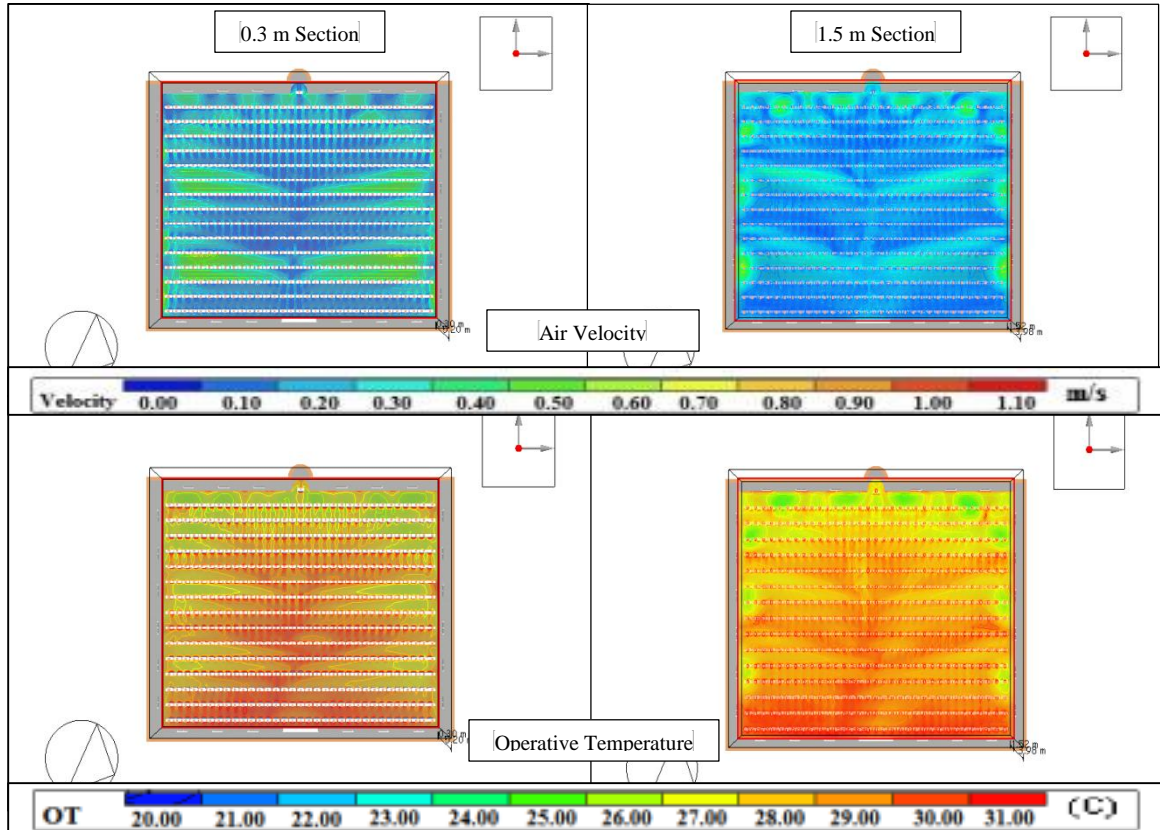 0.3 m Section
1.5 m Section
Air Velocity
Velocity 0.00 0.10 0.20 0.30 0.40 0.50 0.60 0.70 0.80 0.90 1.00 1.10 m/s
Operative Temperature
OT 20.00 21.00 22.00 23.00 24.00 25.00 26.00 27.00 28.00 29.00 30.00 31.00 (C)